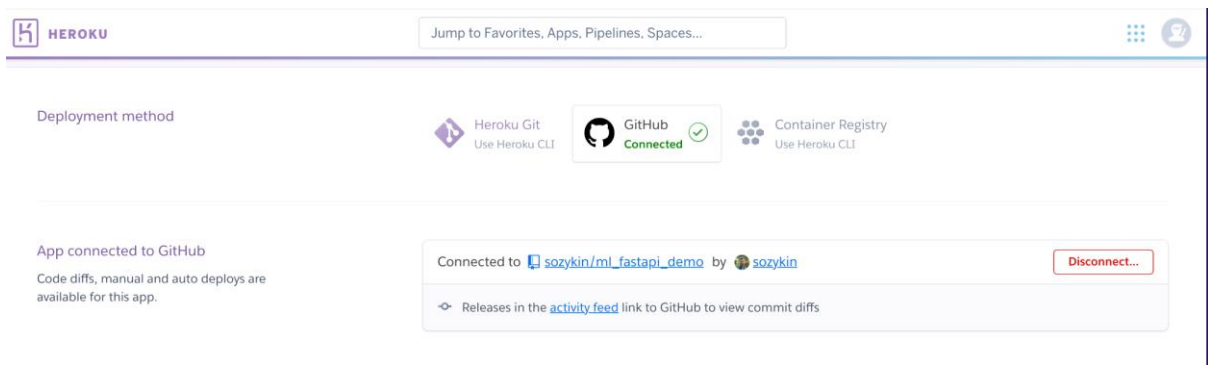 HEROKU
Jump to Favorites, Apps, Pipelines, Spaces...
Deployment method
Heroku Git
Use Heroku CLI
GitHub
Connected
Container Registry
Use Heroku CLI
App connected to GitHub
Code diffs, manual and auto deploys are
available for this app.
Connected to sozykin/ml_fastapi_demo by sozykin
Disconnect...
Releases in the activity feed link to GitHub to view commit diffs